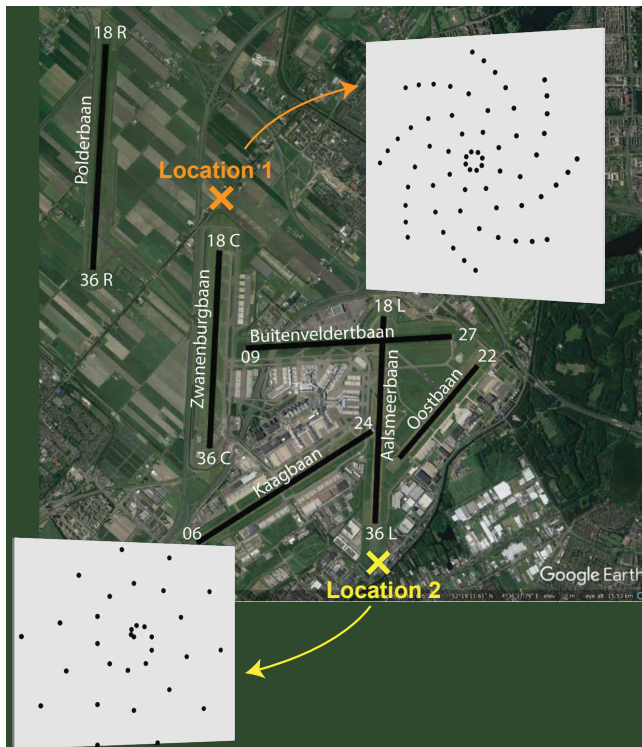 18 R
Polderbaan
36 R
Location 1
18 C
Zwanenburgbaan
36 C
18 L
Buitenveldertbaan
09
27
22
Aalsmeerbaan
Oostbaan
24
Kaagbaan
06
36 L
Location 2
Google Earth